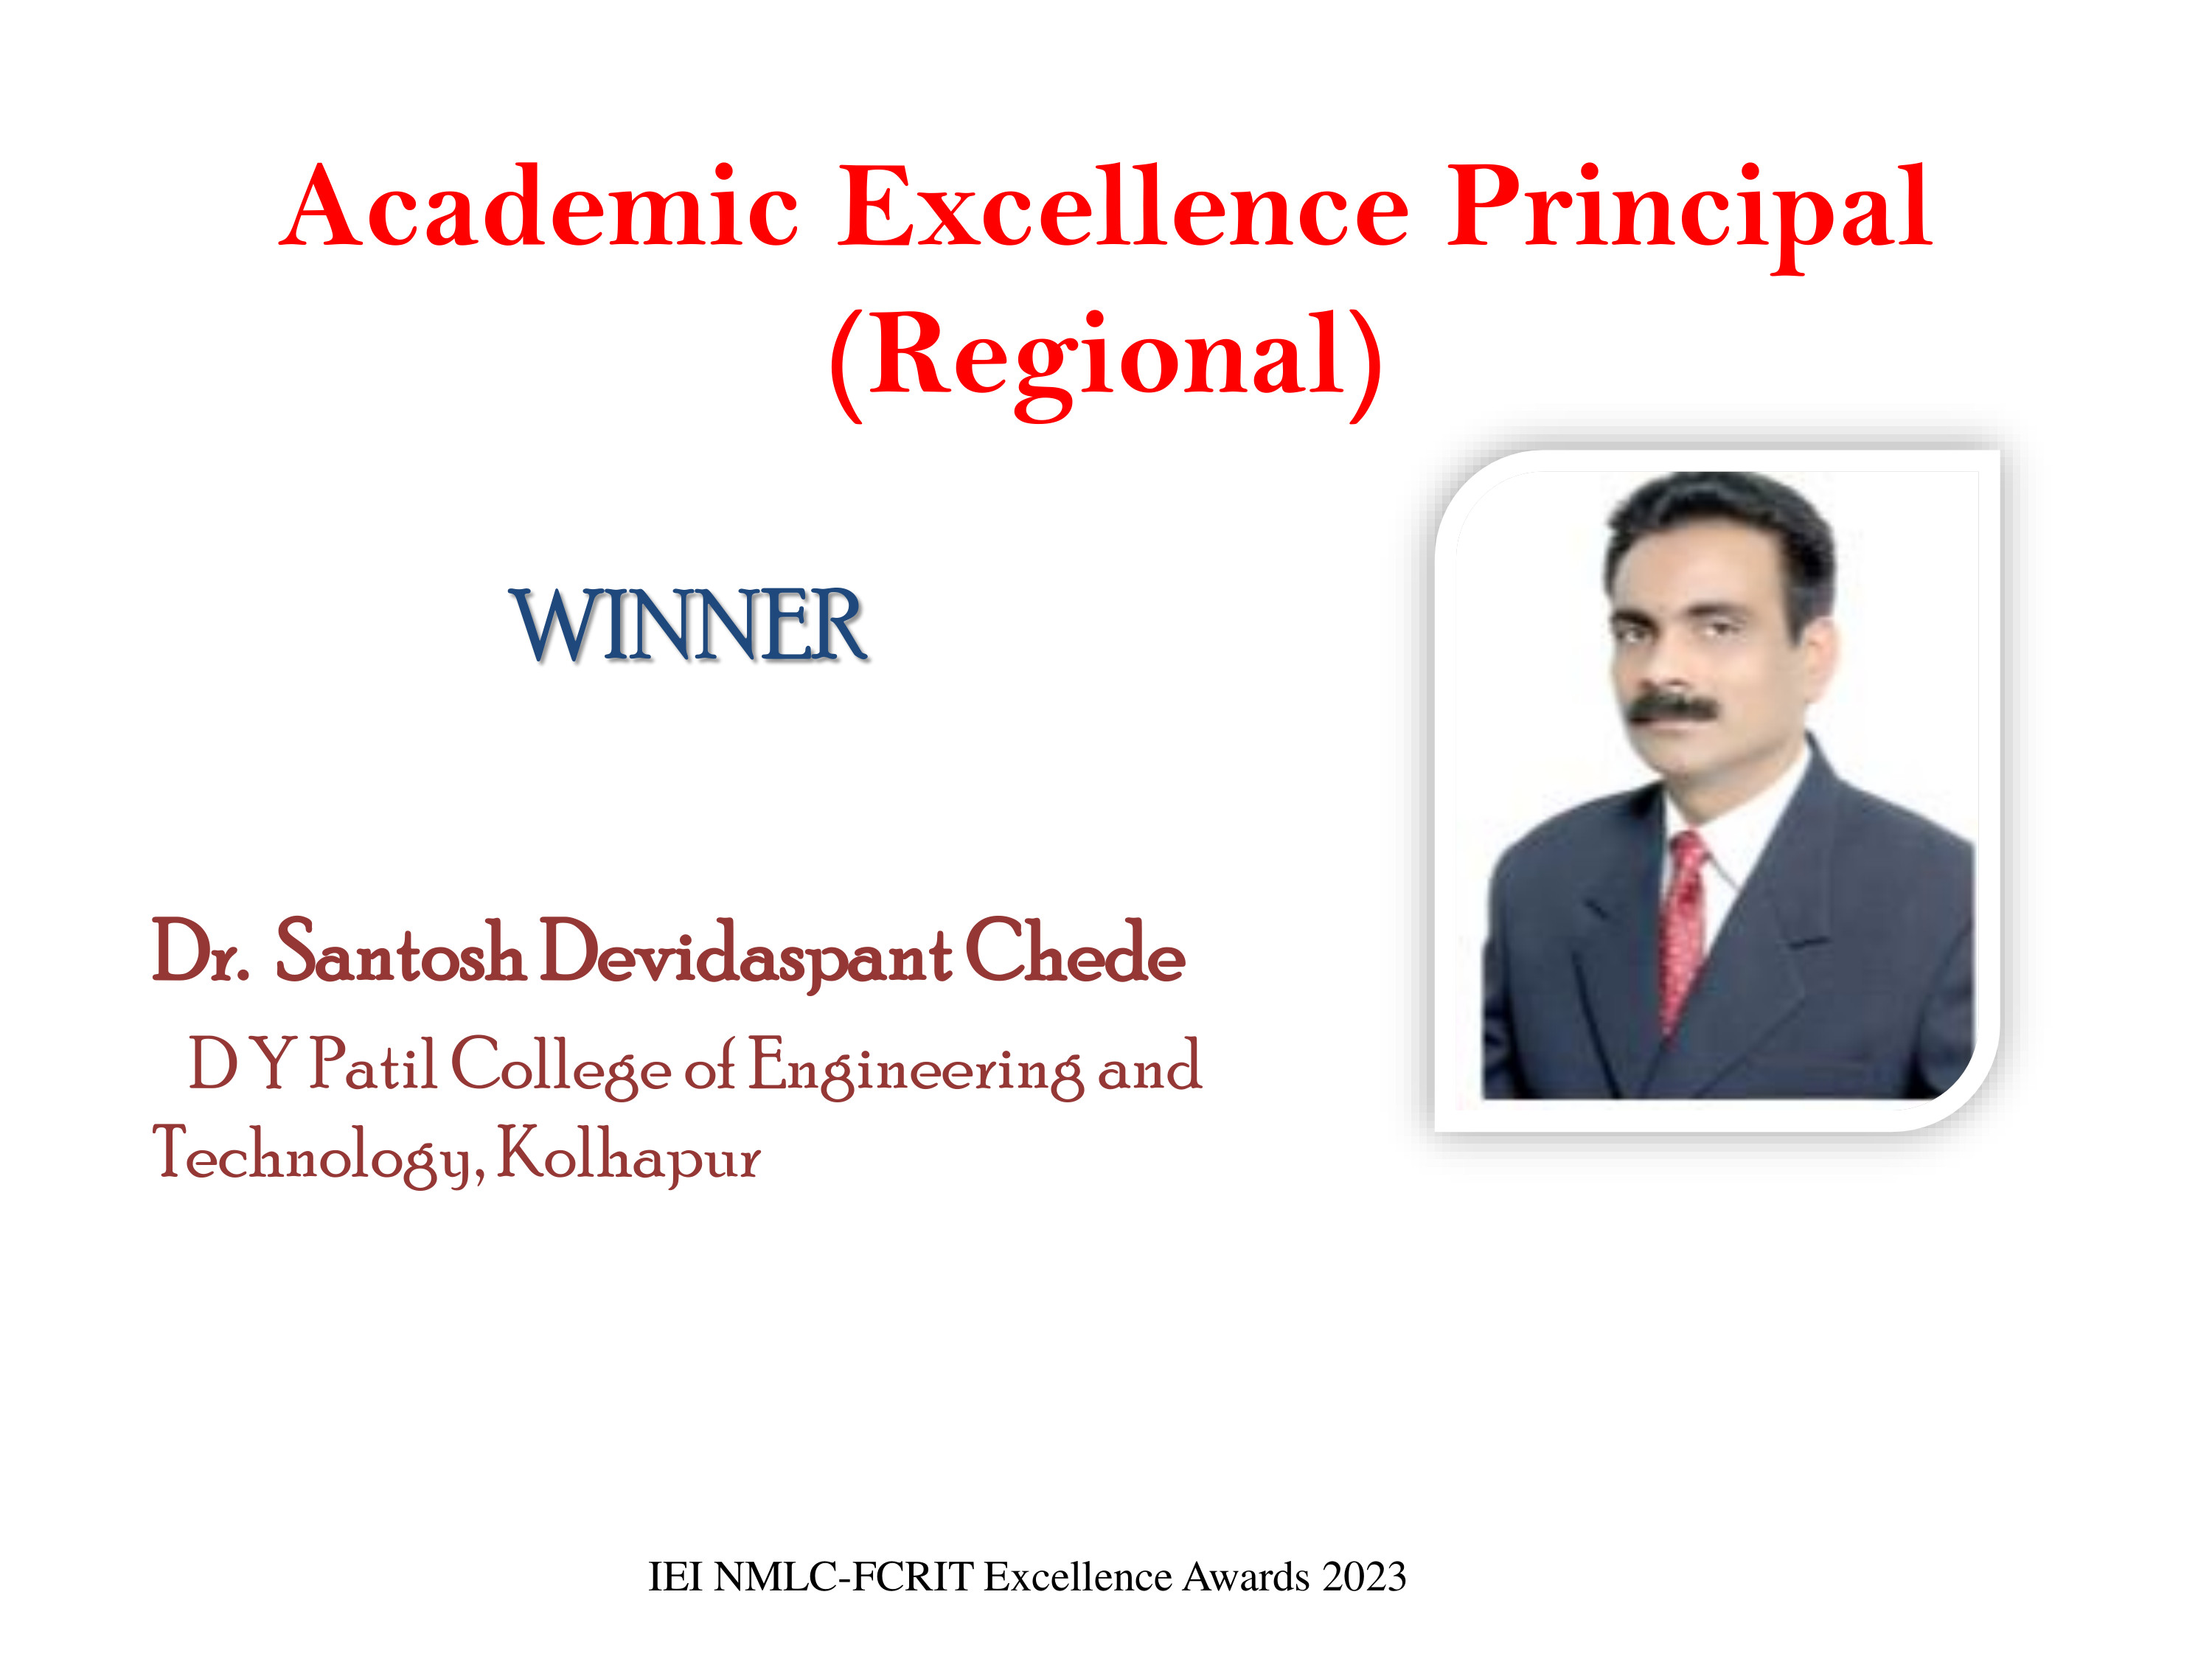 Academic Excellence Principal
(Regional)
WINNER
Dr. Santosh Devidaspant Chede
D Y Patil College of Engineering and
Technology, Kolhapur
IEI NMLC-FCRIT Excellence Awards 2023